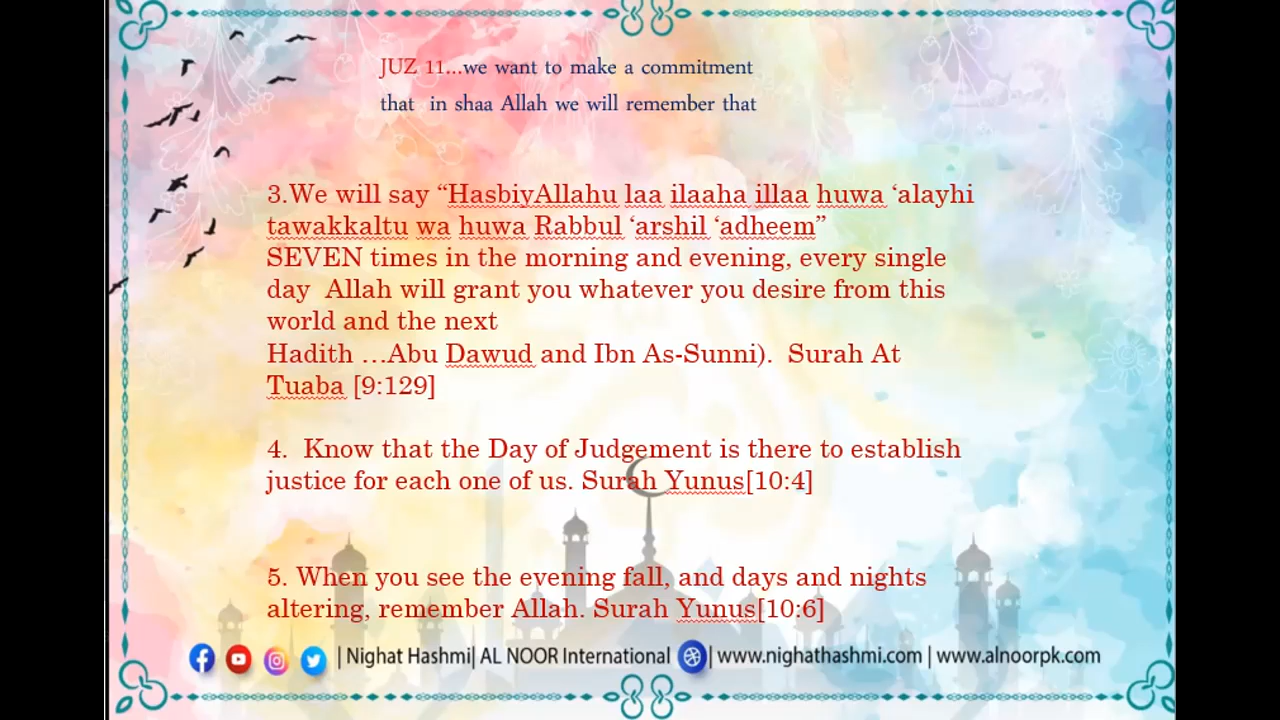 JUZ 11...we want to make a commitment
that in shaa Allah we will remember that
3.We will say “HasbiyAllahu laa ilaaha illaa huwa ‘alayhi
tawakkaltu wa huwa Rabbul ‘arshil ‘adheem”
SEVEN times in the morning and evening, every single
day Allah will grant you whatever you desire from this
world and the next
Hadith …Abu Dawud and Ibn As-Sunni). Surah At
Tuaba [9:129]
4. Know that the Day of Judgement is there to establish
justice for each one of us. Surah Yunus[10:4]
5. When you see the evening fall, and days and nights
altering, remember Allah. Surah Yunus[10:6]
| Nighat Hashmi| AL NOOR International | www.nighathashmi.com | www.alnoorpk.com